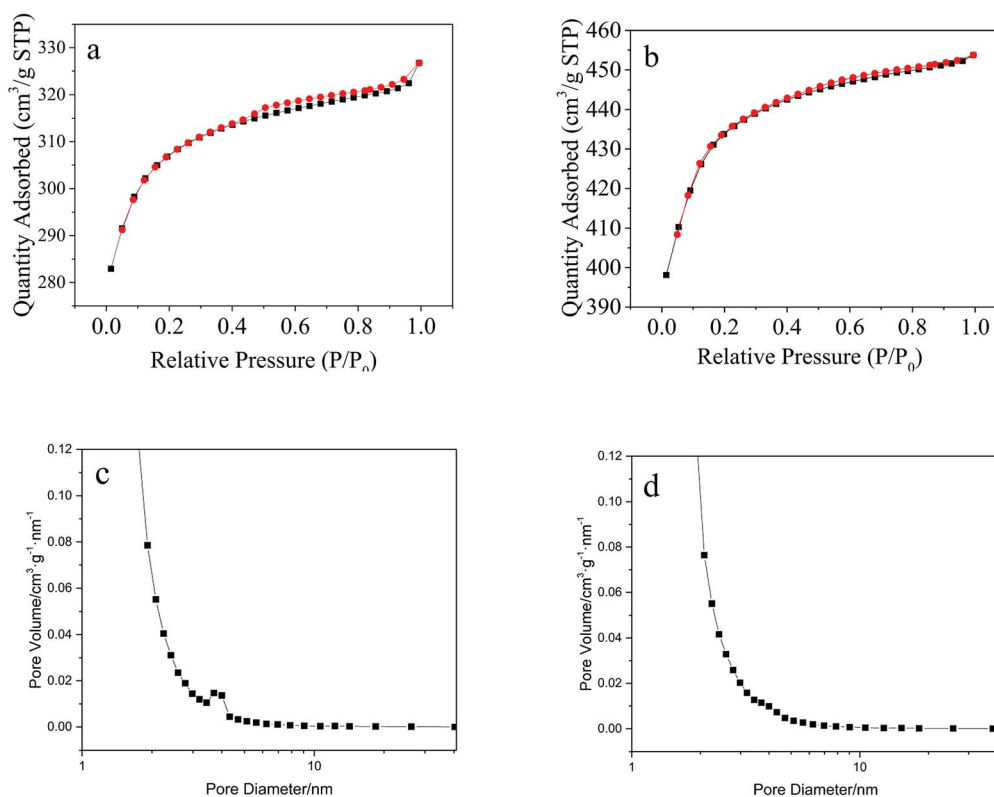 a
Quantity Adsorbed (cm³/g STP)
330
320
310
300
290
280
0.0 0.2 0.4 0.6 0.8 1.0
Relative Pressure (P/P₀)
b
Quantity Adsorbed (cm³/g STP)
460
450
440
430
420
410
400
390
0.0 0.2 0.4 0.6 0.8 1.0
Relative Pressure (P/P₀)
c
Pore Volume/cm³·g⁻¹·nm⁻¹
0.12
0.10
0.08
0.06
0.04
0.02
0.00
1 10
Pore Diameter/nm
d
Pore Volume/cm³·g⁻¹·nm⁻¹
0.12
0.10
0.08
0.06
0.04
0.02
0.00
1 10
Pore Diameter/nm